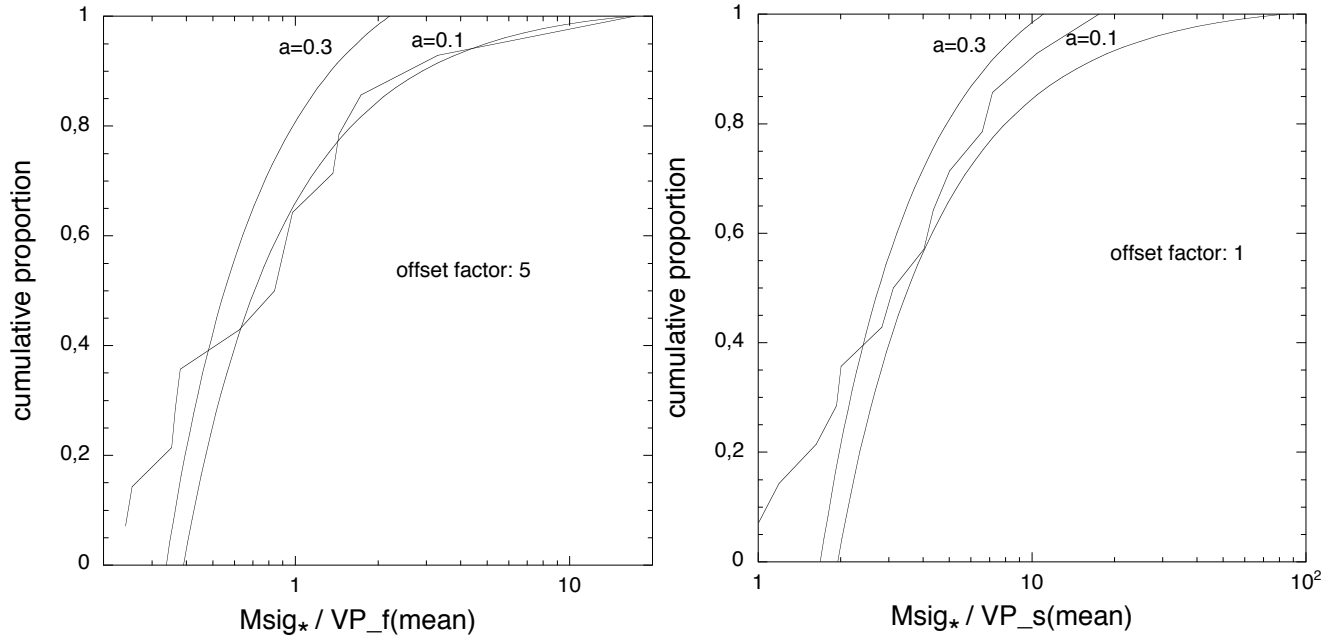 1
0,8
0,6
0,4
0,2
0
cumulative proportion
a=0.3
a=0.1
offset factor: 5
1
10
Msig* / VP_f(mean)
1
0,8
0,6
0,4
0,2
0
cumulative proportion
a=0.3
a=0.1
offset factor: 1
1
10
10²
Msig* / VP_s(mean)